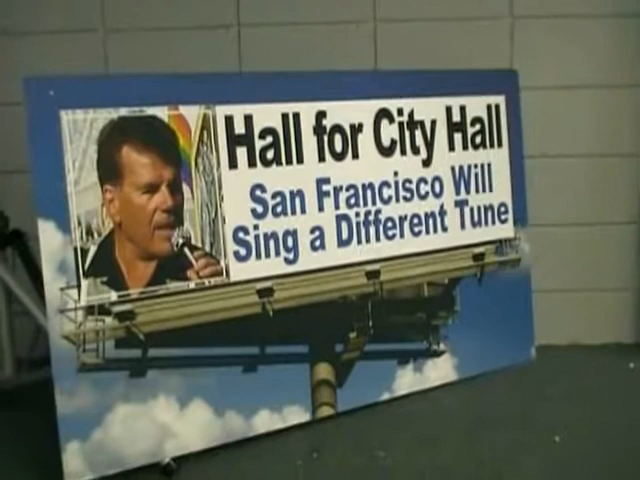 Hall for City Hall
San Francisco Will
Sing a Different Tune